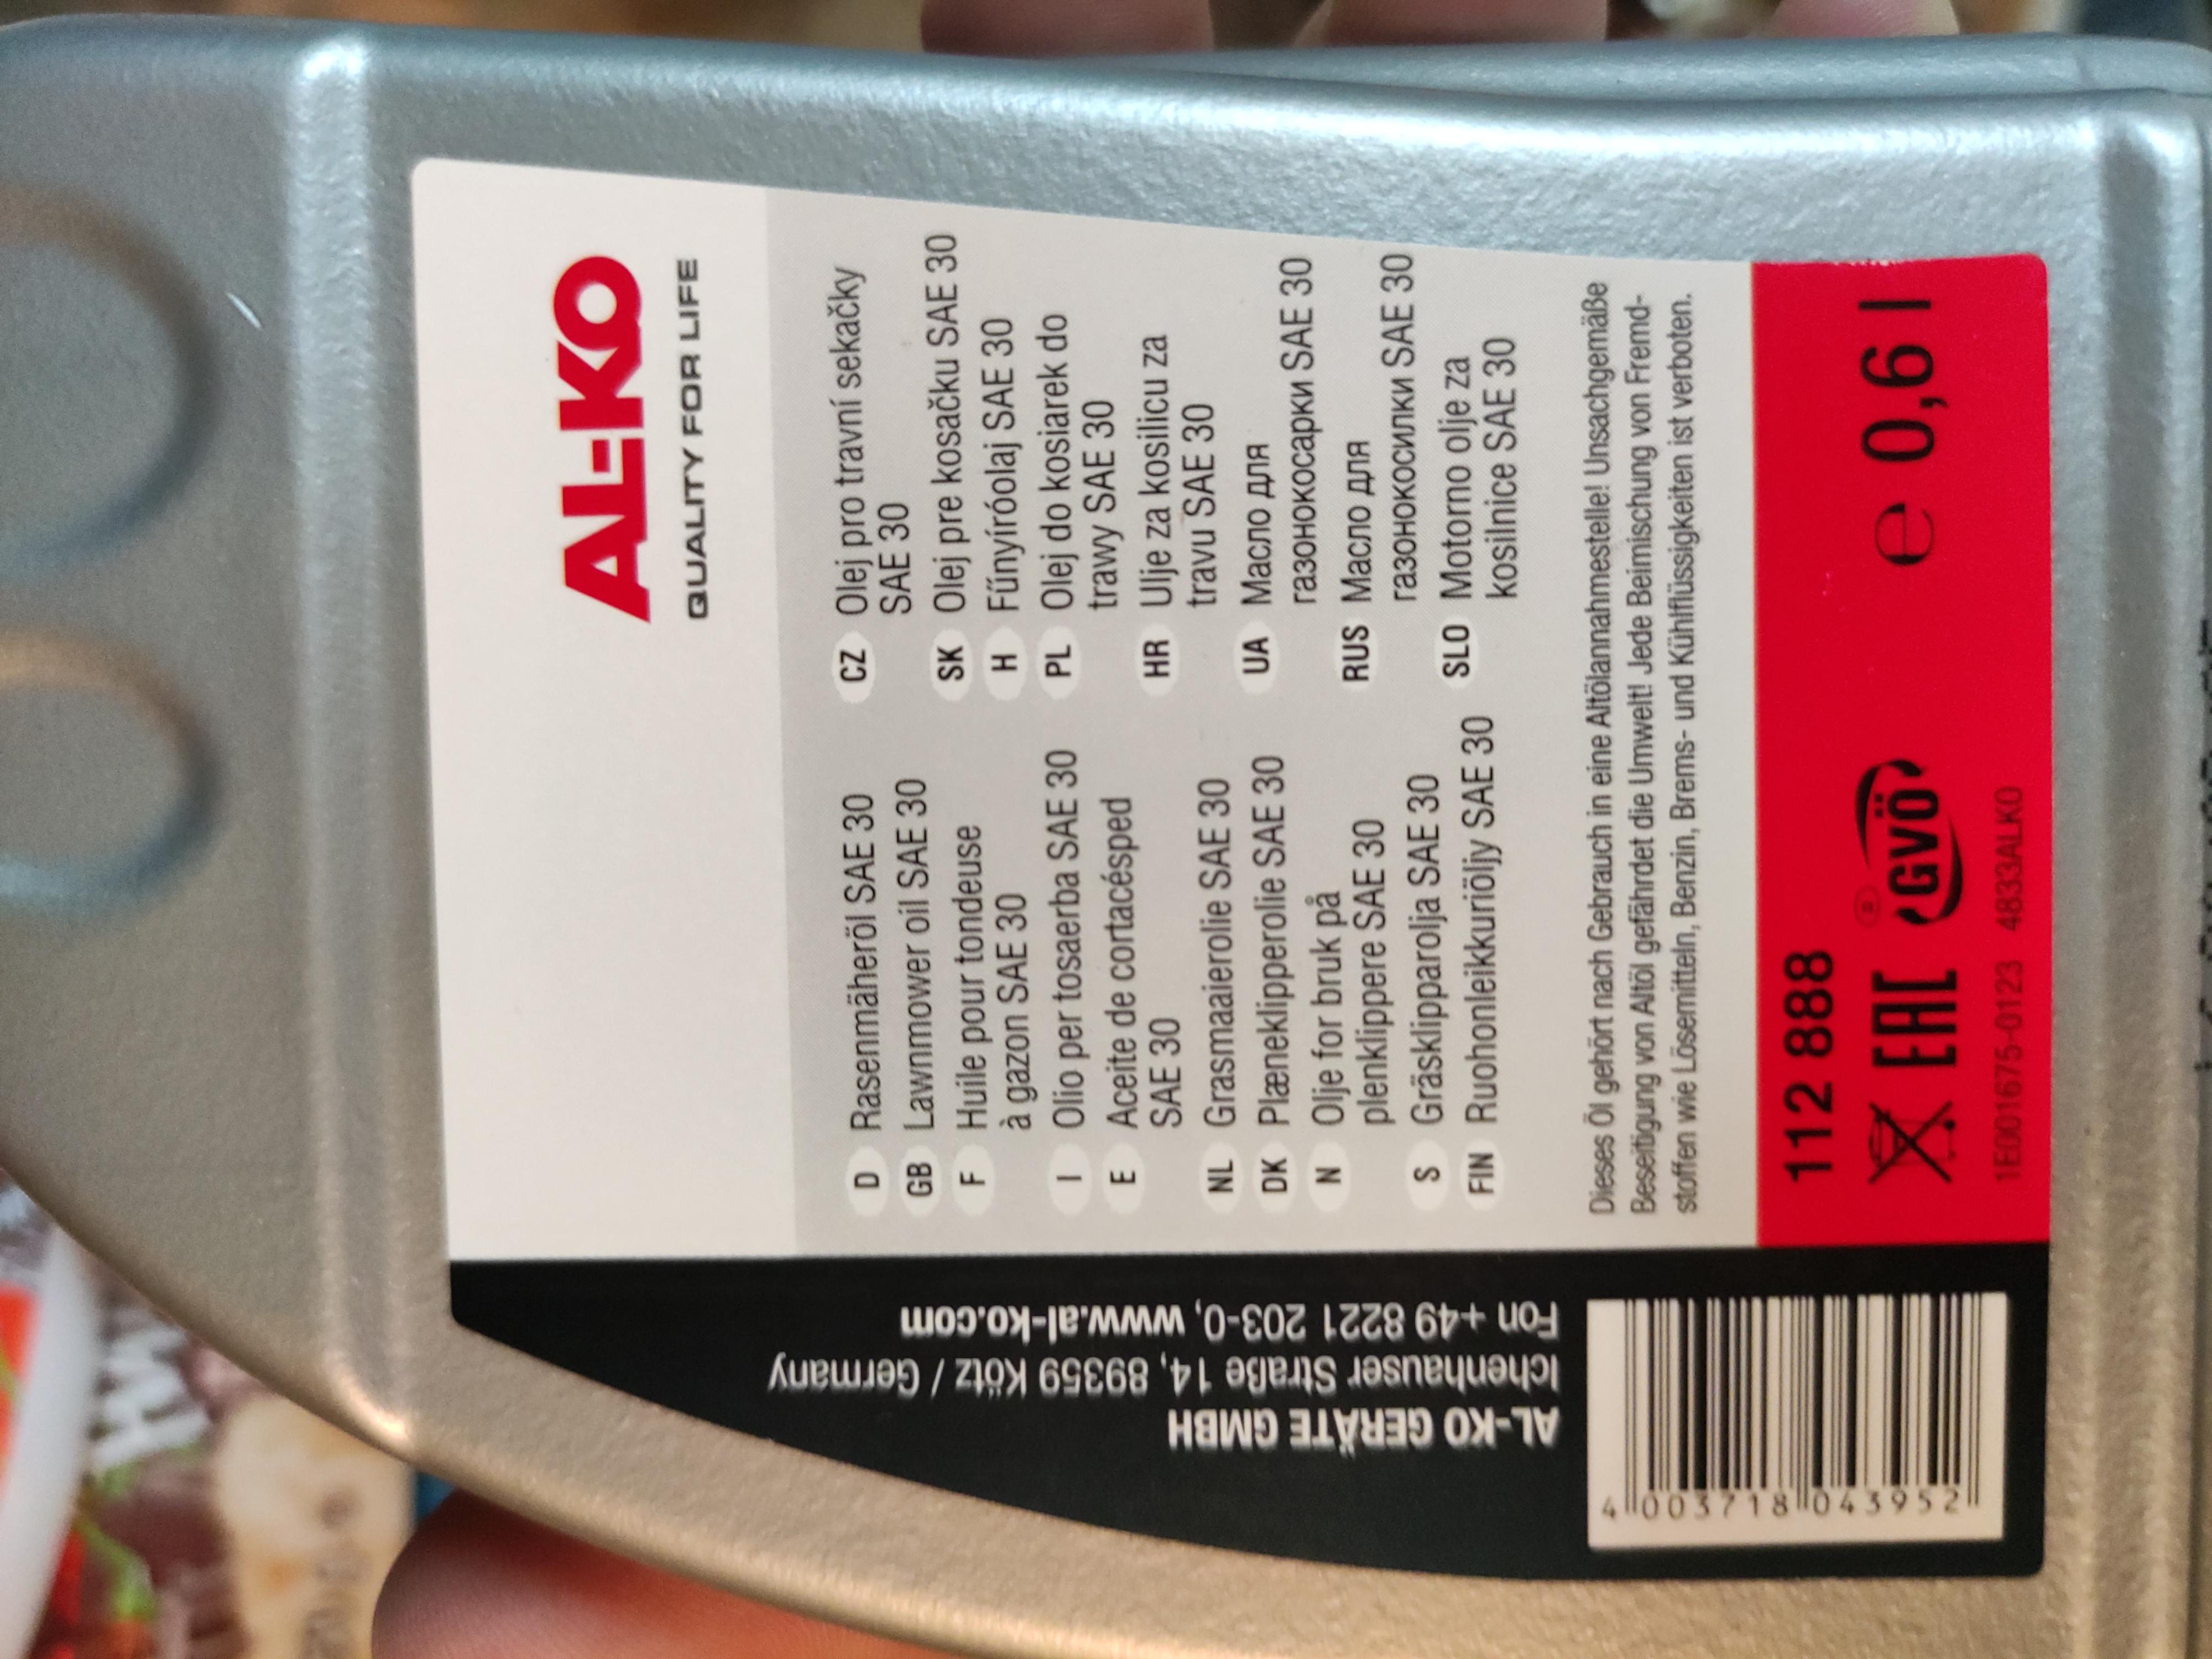 AL-KO
QUALITY FOR LIFE
D Rasenmäheröl SAE 30
GB Lawnmower oil SAE 30
F Huile pour tondeuse
à gazon SAE 30
I Olio per tosaerba SAE 30
E Aceite de cortacésped
SAE 30
NL Grasmaaierolie SAE 30
DK Plæneklipperolie SAE 30
N Olje for bruk på
plenklippere SAE 30
S Gräsklipparolja SAE 30
FIN Ruohonleikkuriöljy SAE 30
CZ Olej pro travní sekačky
SAE 30
SK Olej pre kosačku SAE 30
H Fűnyíróolaj SAE 30
PL Olej do kosiarek do
trawy SAE 30
HR Ulje za kosilicu za
travu SAE 30
UA Масло для
газонокосарки SAE 30
RUS Масло для
газонокосилки SAE 30
SLO Motorno olje za
kosilnice SAE 30
Dieses Öl gehört nach Gebrauch in eine Altölannahmestelle! Unsachgemäße
Beseitigung von Altöl gefährdet die Umwelt! Jede Beimischung von Fremd-
stoffen wie Lösemitteln, Benzin, Brems- und Kühlflüssigkeiten ist verboten.
112 888
EAC GVÖ ® e 0,6 l
1E001675-0123 4833ALKO
AL-KO GERÄTE GMBH
Ichenhauser Straße 14, 89359 Kötz / Germany
Fon +49 8221 203-0, www.al-ko.com
4 003718 043952